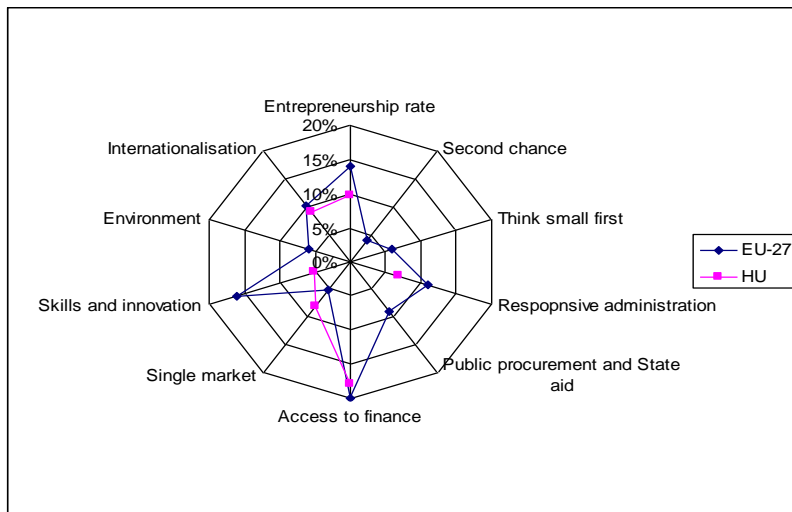 Entrepreneurship rate
20%
Internationalisation
Second chance
15%
10%
Environment
Think small first
5%
0%
EU-27
HU
Skills and innovation
Respopnsive administration
Single market
Public procurement and State
aid
Access to finance